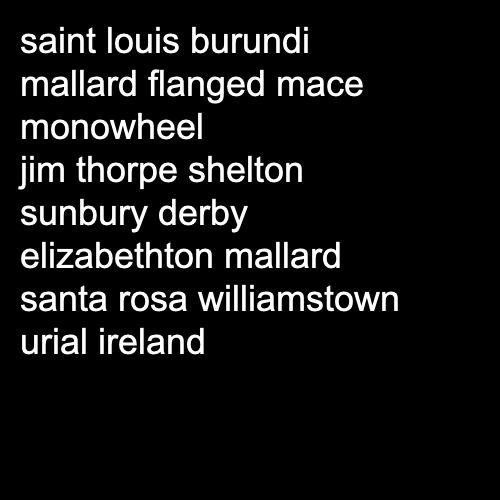 saint louis burundi
mallard flanged mace
monowheel
jim thorpe shelton
sunbury derby
elizabethton mallard
santa rosa williamstown
urial ireland